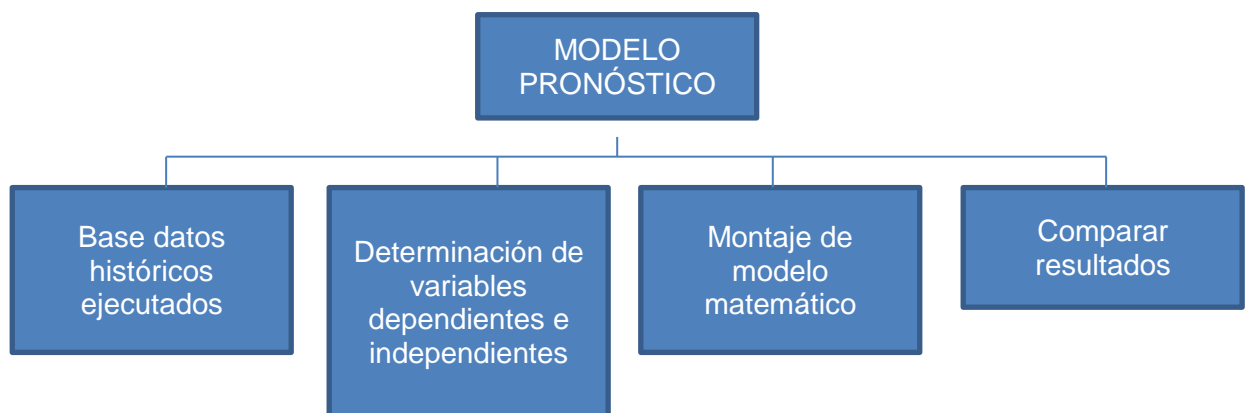 MODELO
PRONÓSTICO
Base datos
históricos
ejecutados
Determinación de
variables
dependientes e
independientes
Montaje de
modelo
matemático
Comparar
resultados